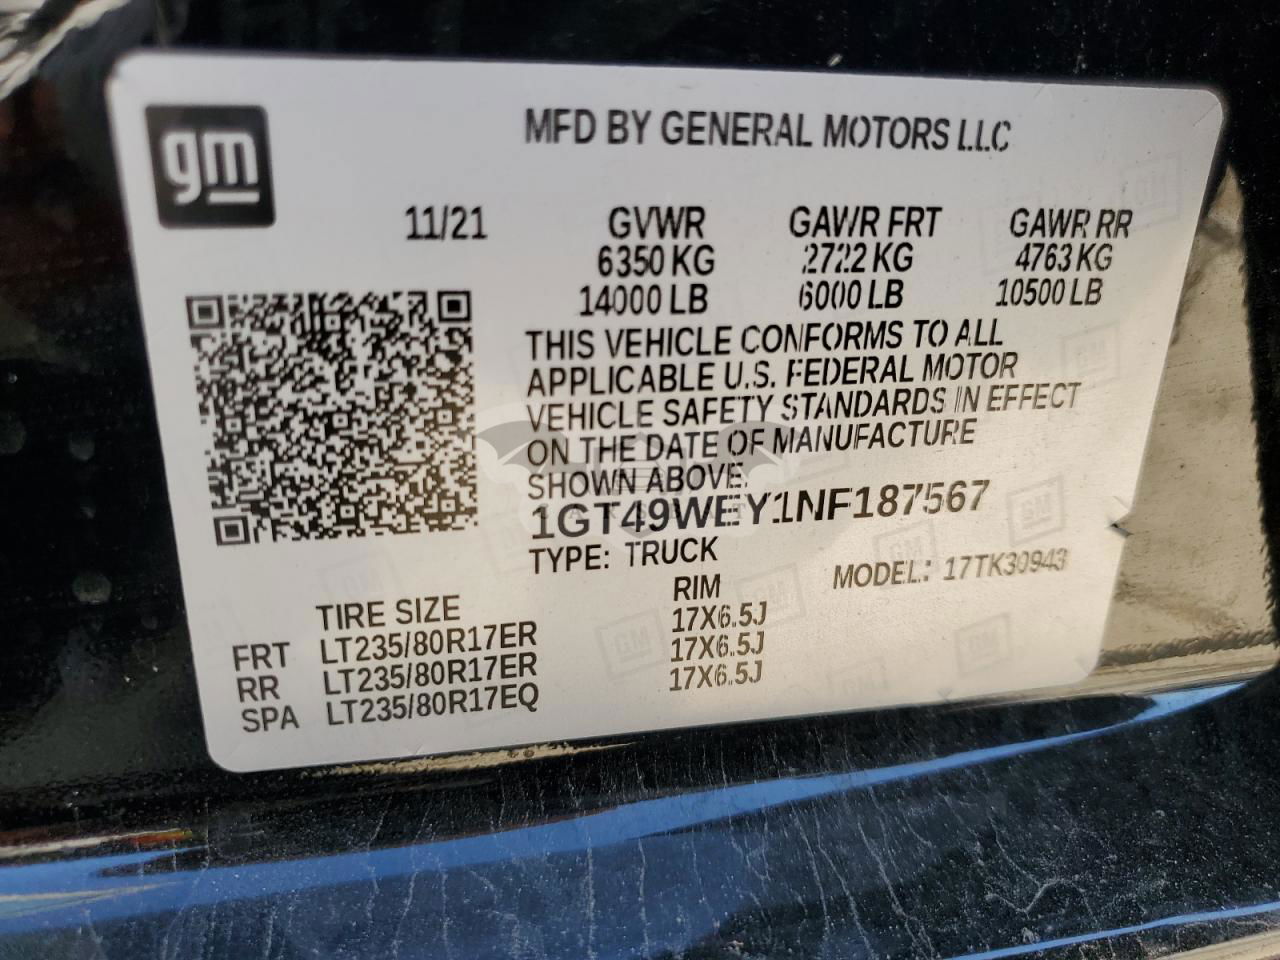 gm
MFD BY GENERAL MOTORS LLC
11/21 GVWR GAWR FRT GAWR RR
6350 KG 2722 KG 4763 KG
14000 LB 6000 LB 10500 LB
THIS VEHICLE CONFORMS TO ALL
APPLICABLE U.S. FEDERAL MOTOR
VEHICLE SAFETY STANDARDS IN EFFECT
ON THE DATE OF MANUFACTURE
SHOWN ABOVE.
1GT49WEY1NF187567
TYPE: TRUCK MODEL: 17TK30943
TIRE SIZE RIM
FRT LT235/80R17ER 17X6.5J
RR LT235/80R17ER 17X6.5J
SPA LT235/80R17EQ 17X6.5J